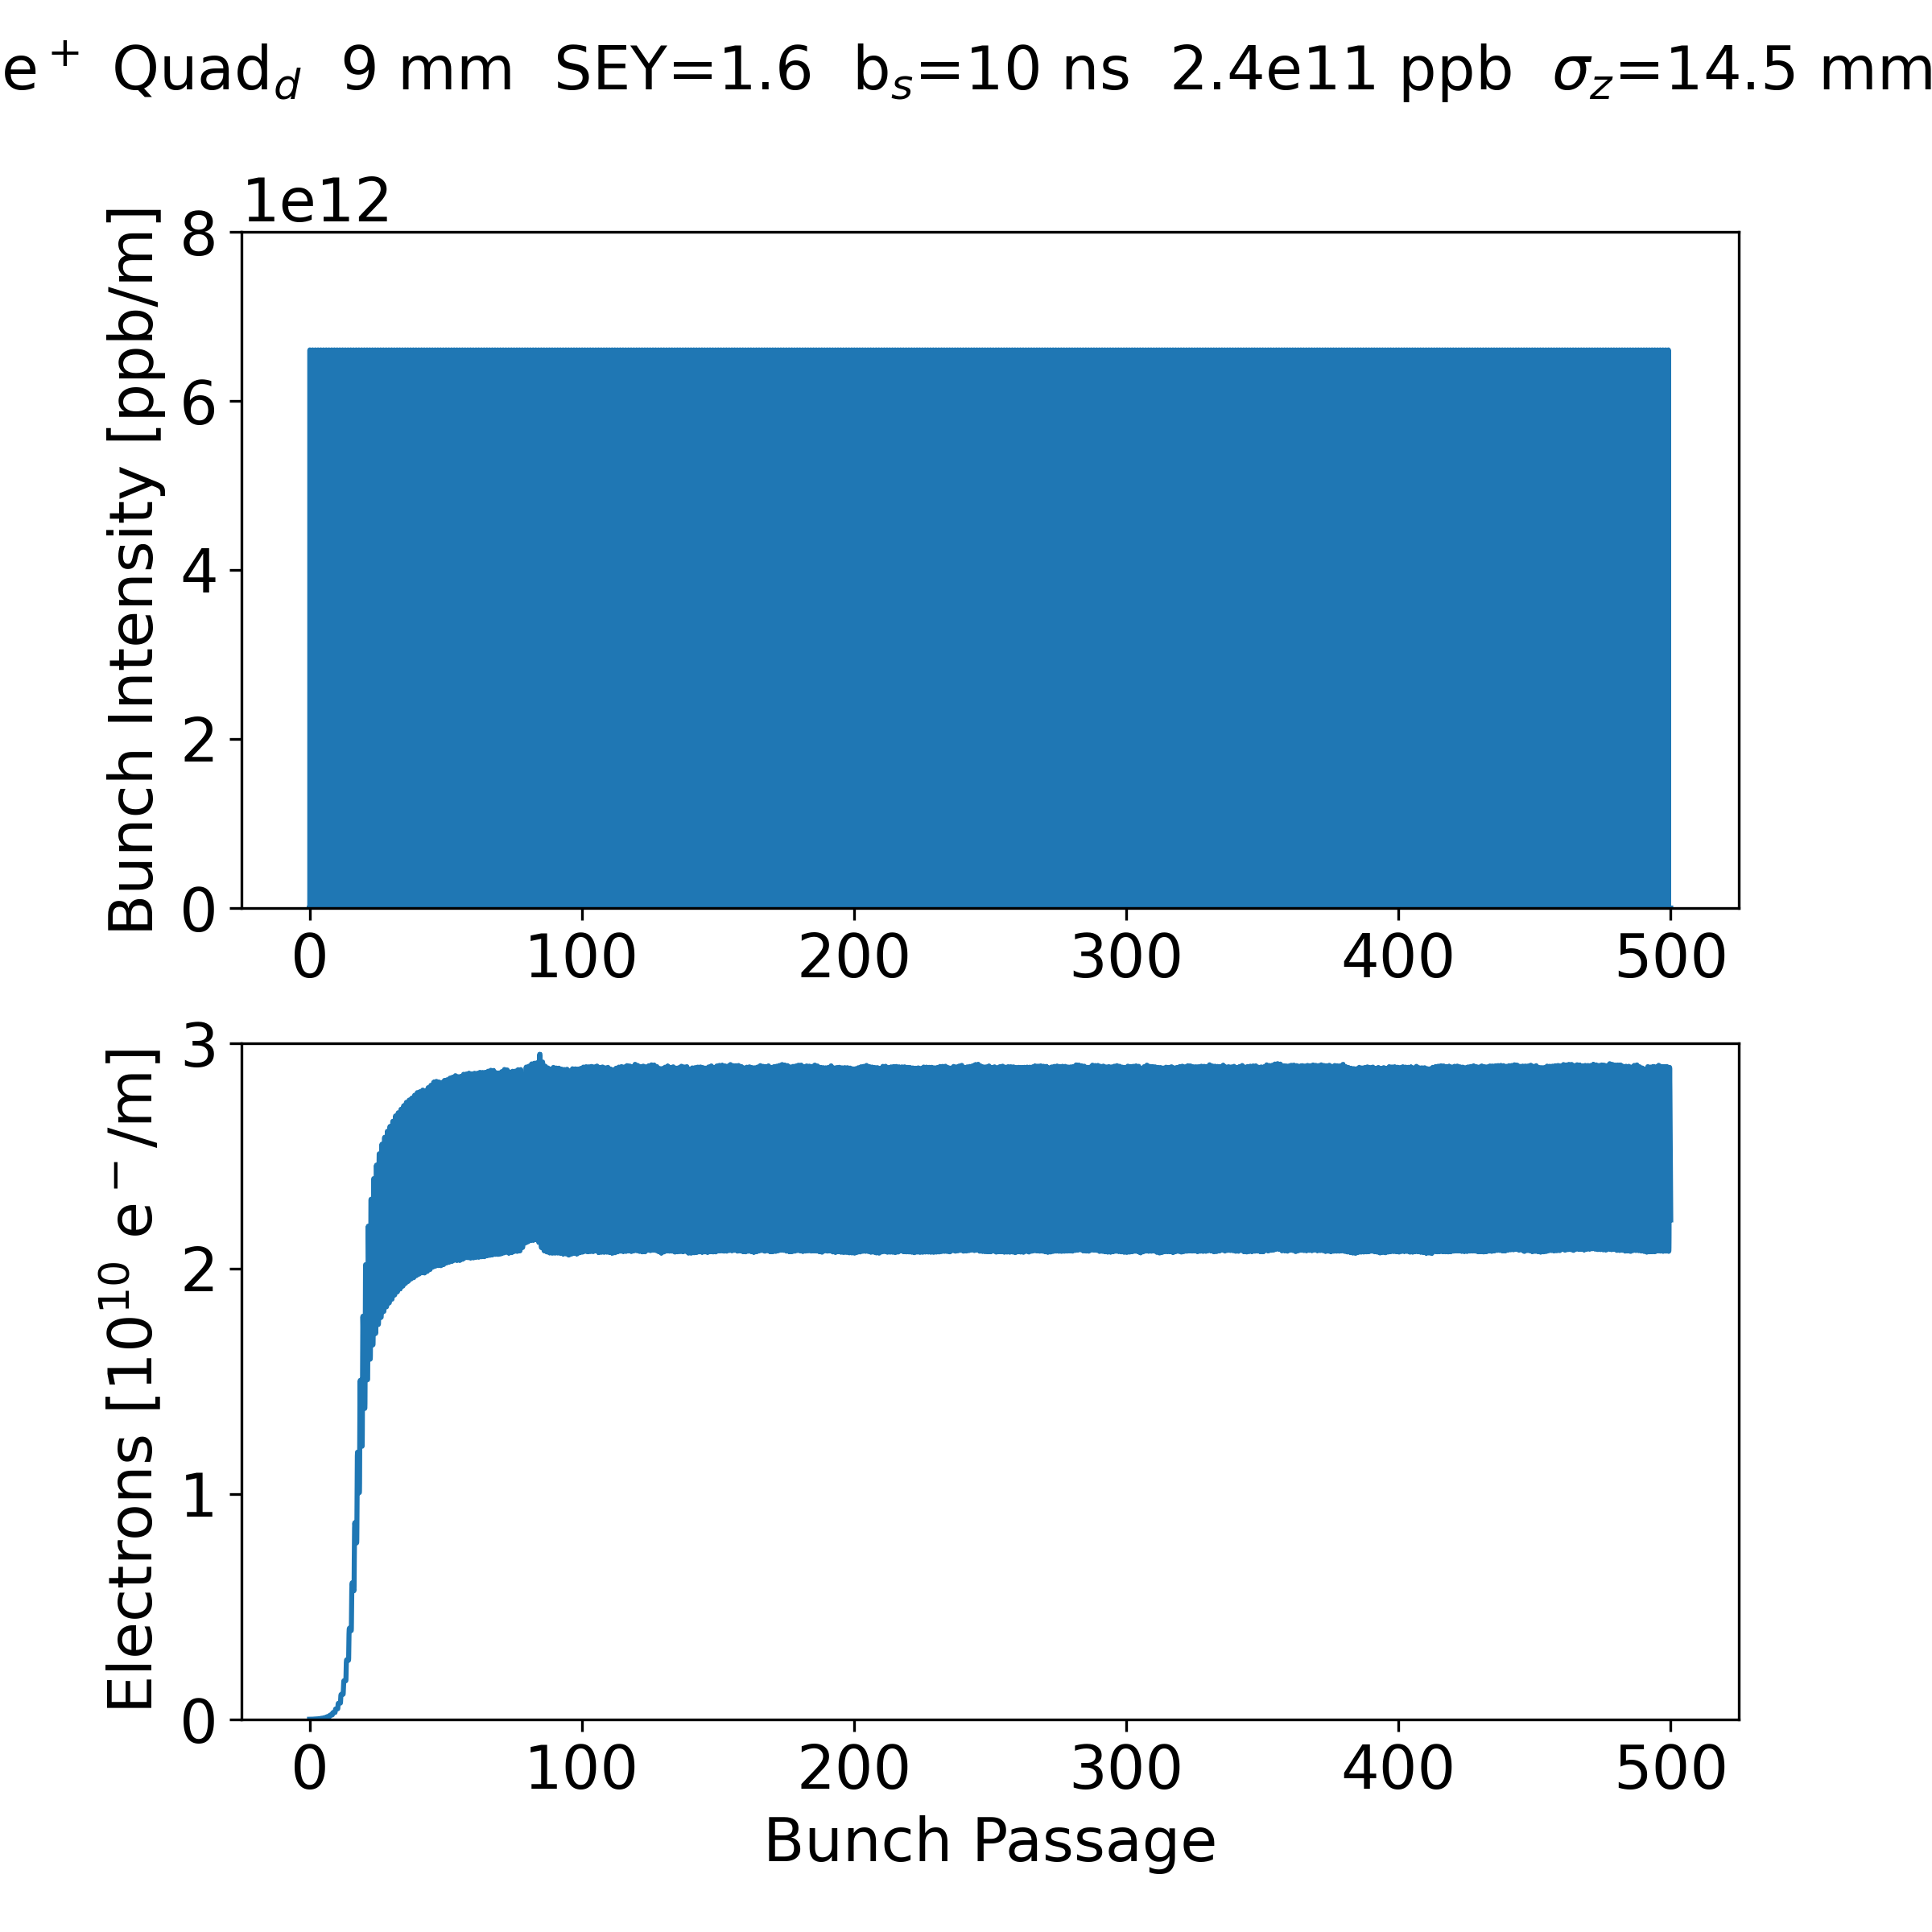 e⁺ Quad_d 9 mm SEY=1.6 b_s=10 ns 2.4e11 ppb σ_z=14.5 mm
1e12
Bunch Intensity [ppb/m]
8
6
4
2
0
0 100 200 300 400 500
Electrons [10¹⁰ e⁻/m]
3
2
1
0
0 100 200 300 400 500
Bunch Passage